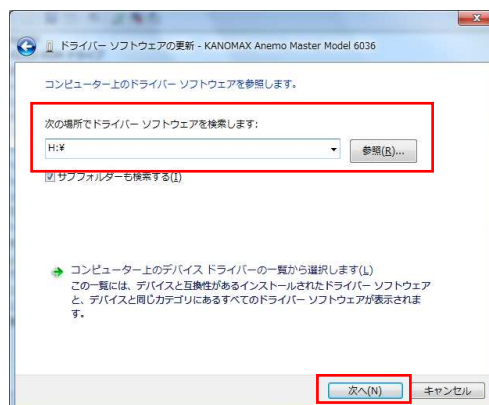 ドライバー ソフトウェアの更新 - KANOMAX Anemo Master Model 6036
コンピューター上のドライバー ソフトウェアを参照します。
次の場所でドライバー ソフトウェアを検索します:
H:¥
参照(R)...
サブフォルダーも検索する(I)
コンピューター上のデバイス ドライバーの一覧から選択します(L)
この一覧には、デバイスと互換性があるインストールされたドライバー ソフトウェア
と、デバイスと同じカテゴリにあるすべてのドライバー ソフトウェアが表示されま
す。
次へ(N)
キャンセル